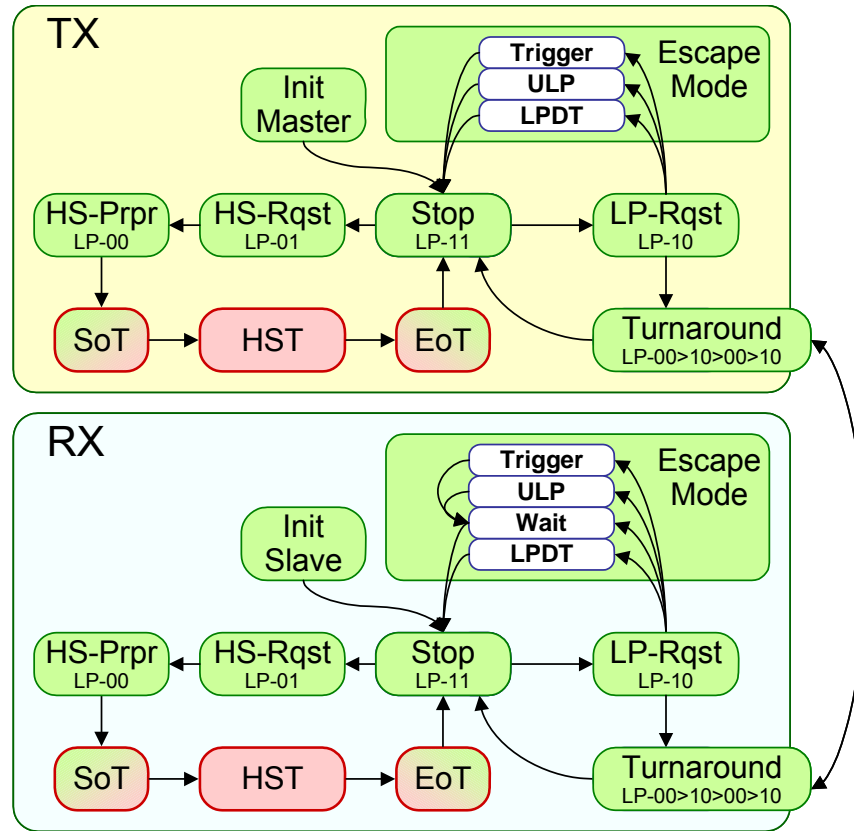 TX
Trigger
ULP
LPDT
Escape
Mode
Init
Master
HS-Prpr
LP-00
HS-Rqst
LP-01
Stop
LP-11
LP-Rqst
LP-10
SoT
HST
EoT
Turnaround
LP-00>10>00>10
RX
Trigger
ULP
Wait
LPDT
Escape
Mode
Init
Slave
HS-Prpr
LP-00
HS-Rqst
LP-01
Stop
LP-11
LP-Rqst
LP-10
SoT
HST
EoT
Turnaround
LP-00>10>00>10